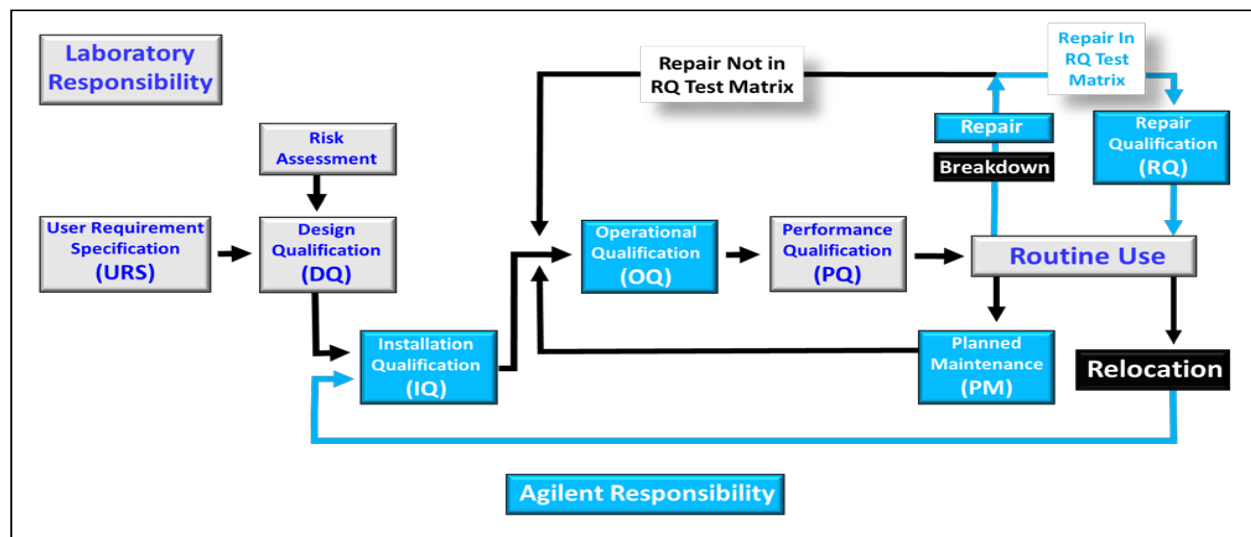 Laboratory
Responsibility
Repair Not in
RQ Test Matrix
Repair In
RQ Test
Matrix
Risk
Assessment
Repair
Breakdown
Repair
Qualification
(RQ)
User Requirement
Specification
(URS)
Design
Qualification
(DQ)
Operational
Qualification
(OQ)
Performance
Qualification
(PQ)
Routine Use
Installation
Qualification
(IQ)
Planned
Maintenance
(PM)
Relocation
Agilent Responsibility